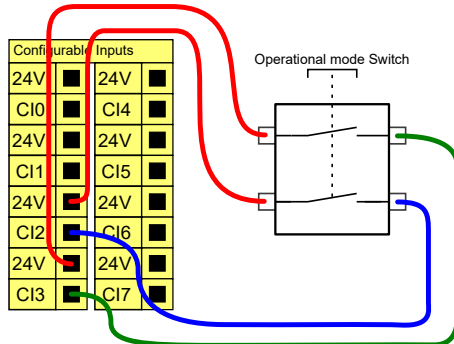 Configurable Inputs
24V 24V
CI0 CI4
24V 24V
CI1 CI5
24V 24V
CI2 CI6
24V 24V
CI3 CI7
Operational mode Switch